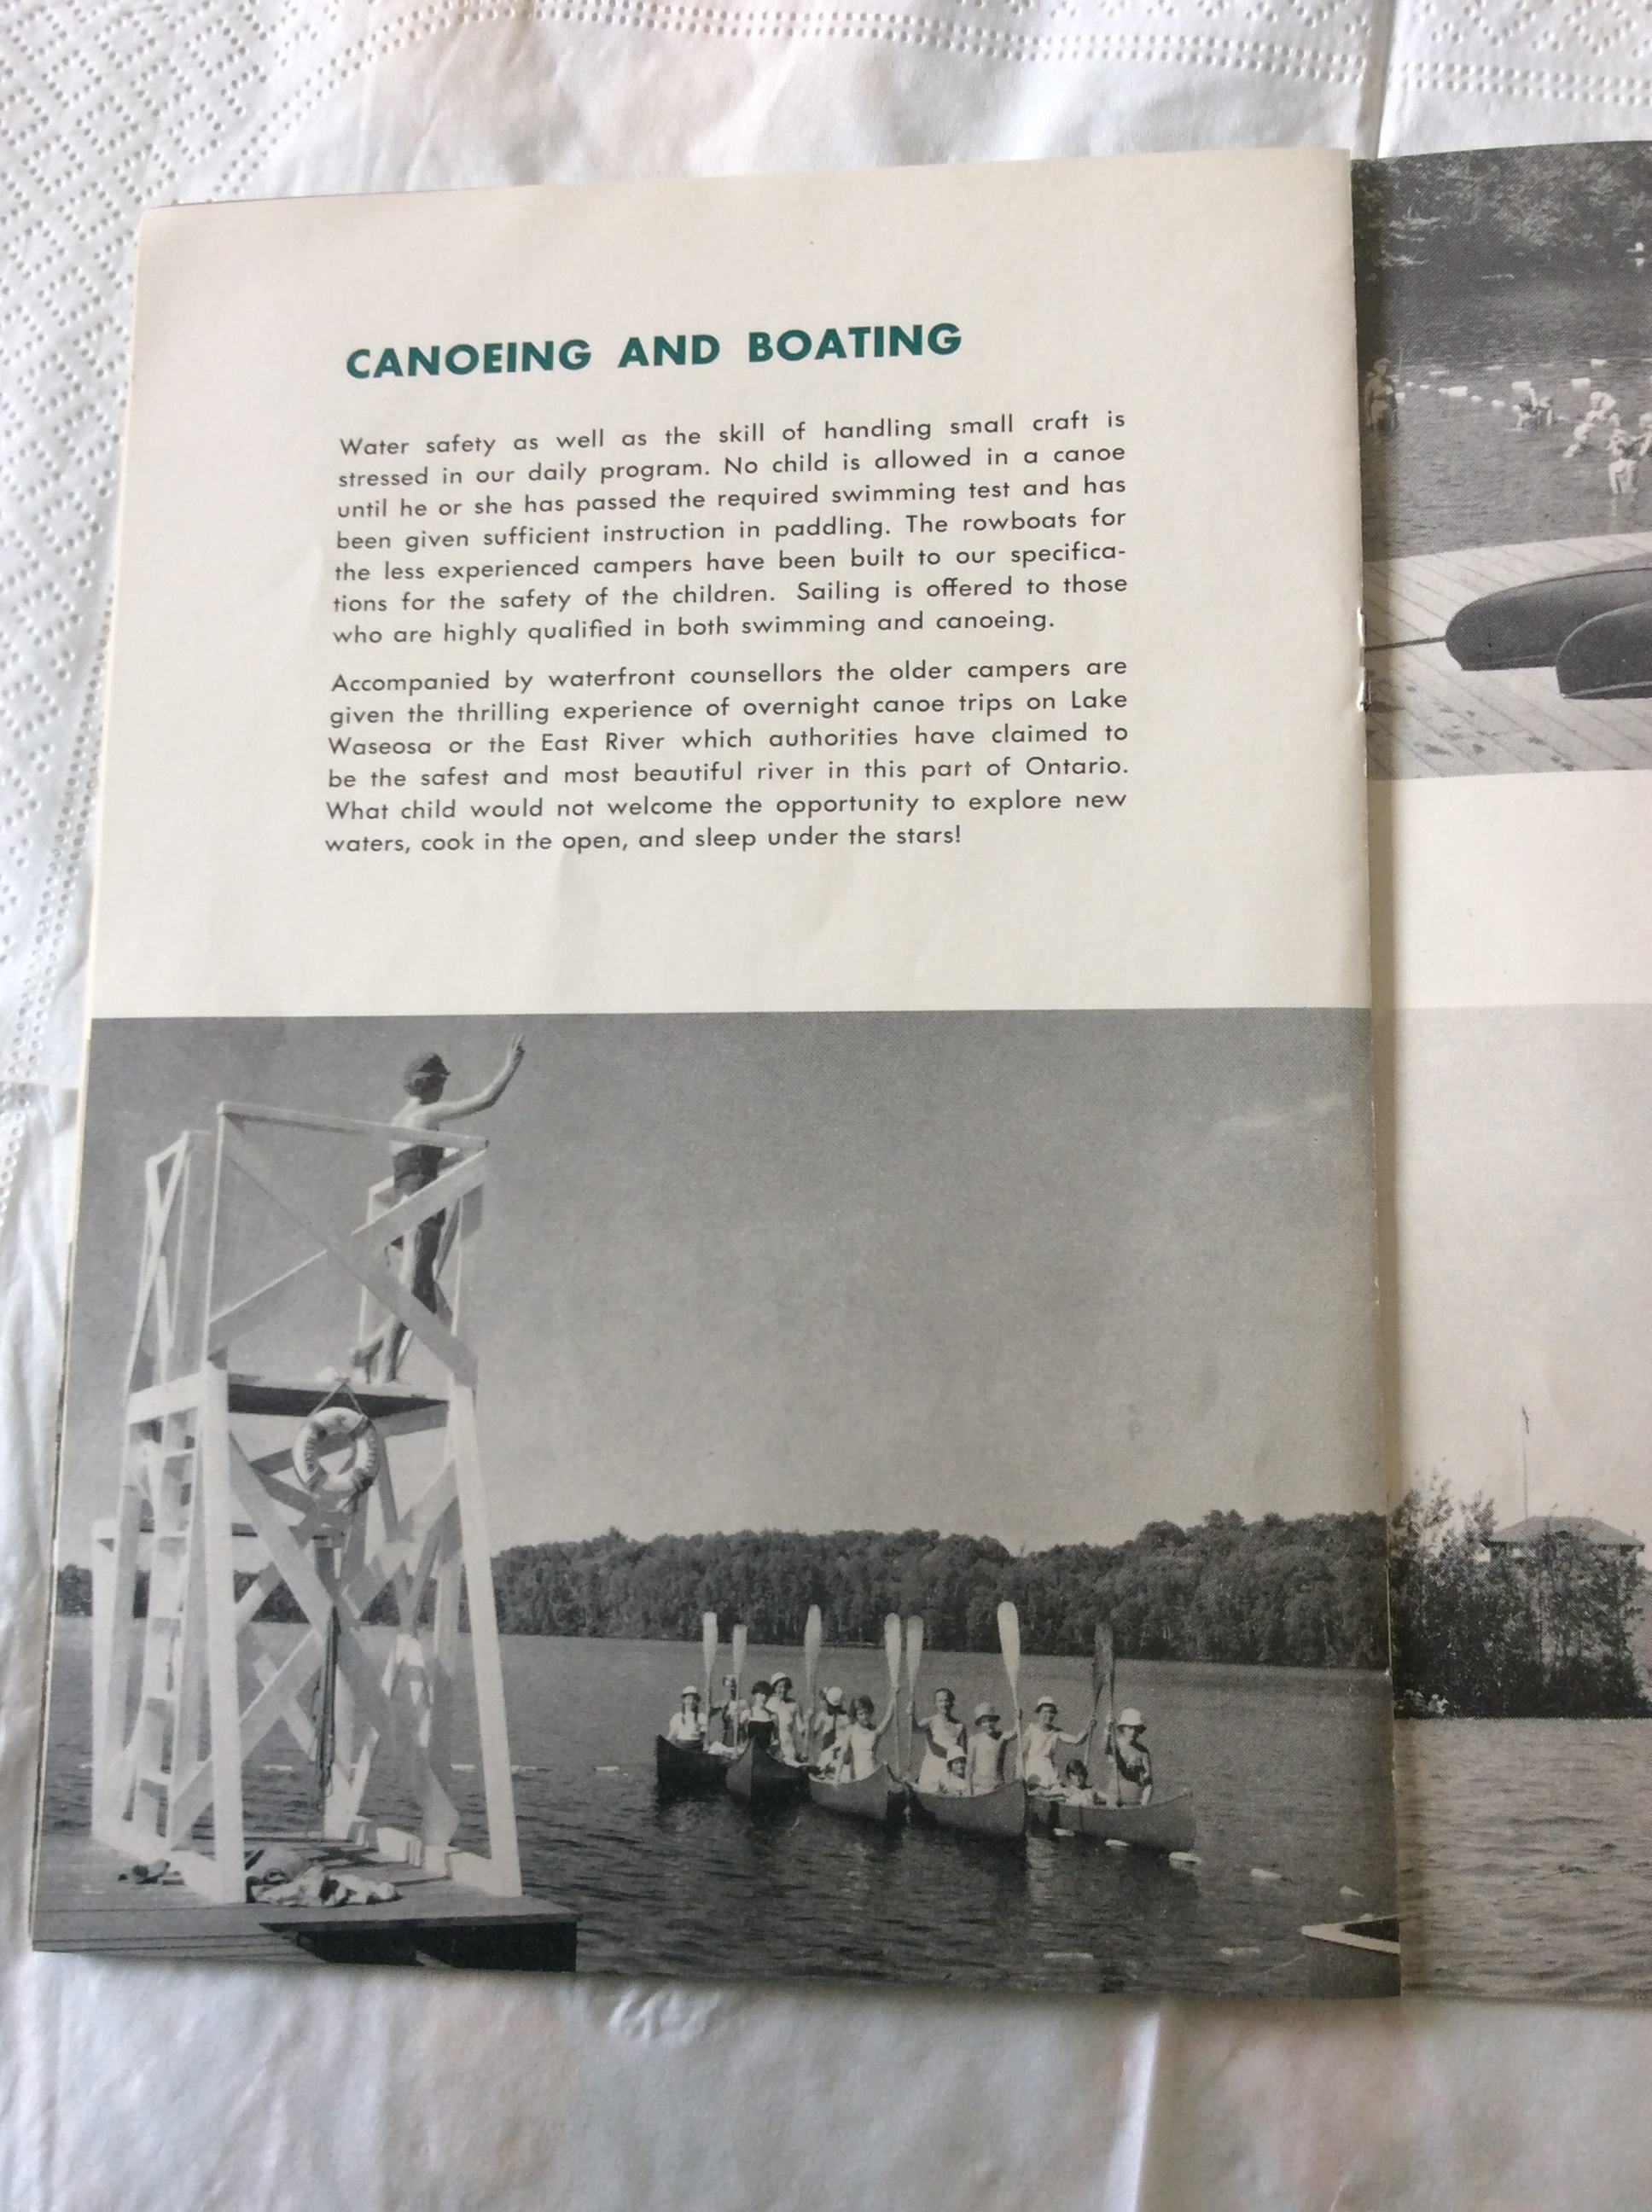 CANOEING AND BOATING
Water safety as well as the skill of handling small craft is
stressed in our daily program. No child is allowed in a canoe
until he or she has passed the required swimming test and has
been given sufficient instruction in paddling. The rowboats for
the less experienced campers have been built to our specifica-
tions for the safety of the children. Sailing is offered to those
who are highly qualified in both swimming and canoeing.
Accompanied by waterfront counsellors the older campers are
given the thrilling experience of overnight canoe trips on Lake
Waseosa or the East River which authorities have claimed to
be the safest and most beautiful river in this part of Ontario.
What child would not welcome the opportunity to explore new
waters, cook in the open, and sleep under the stars!